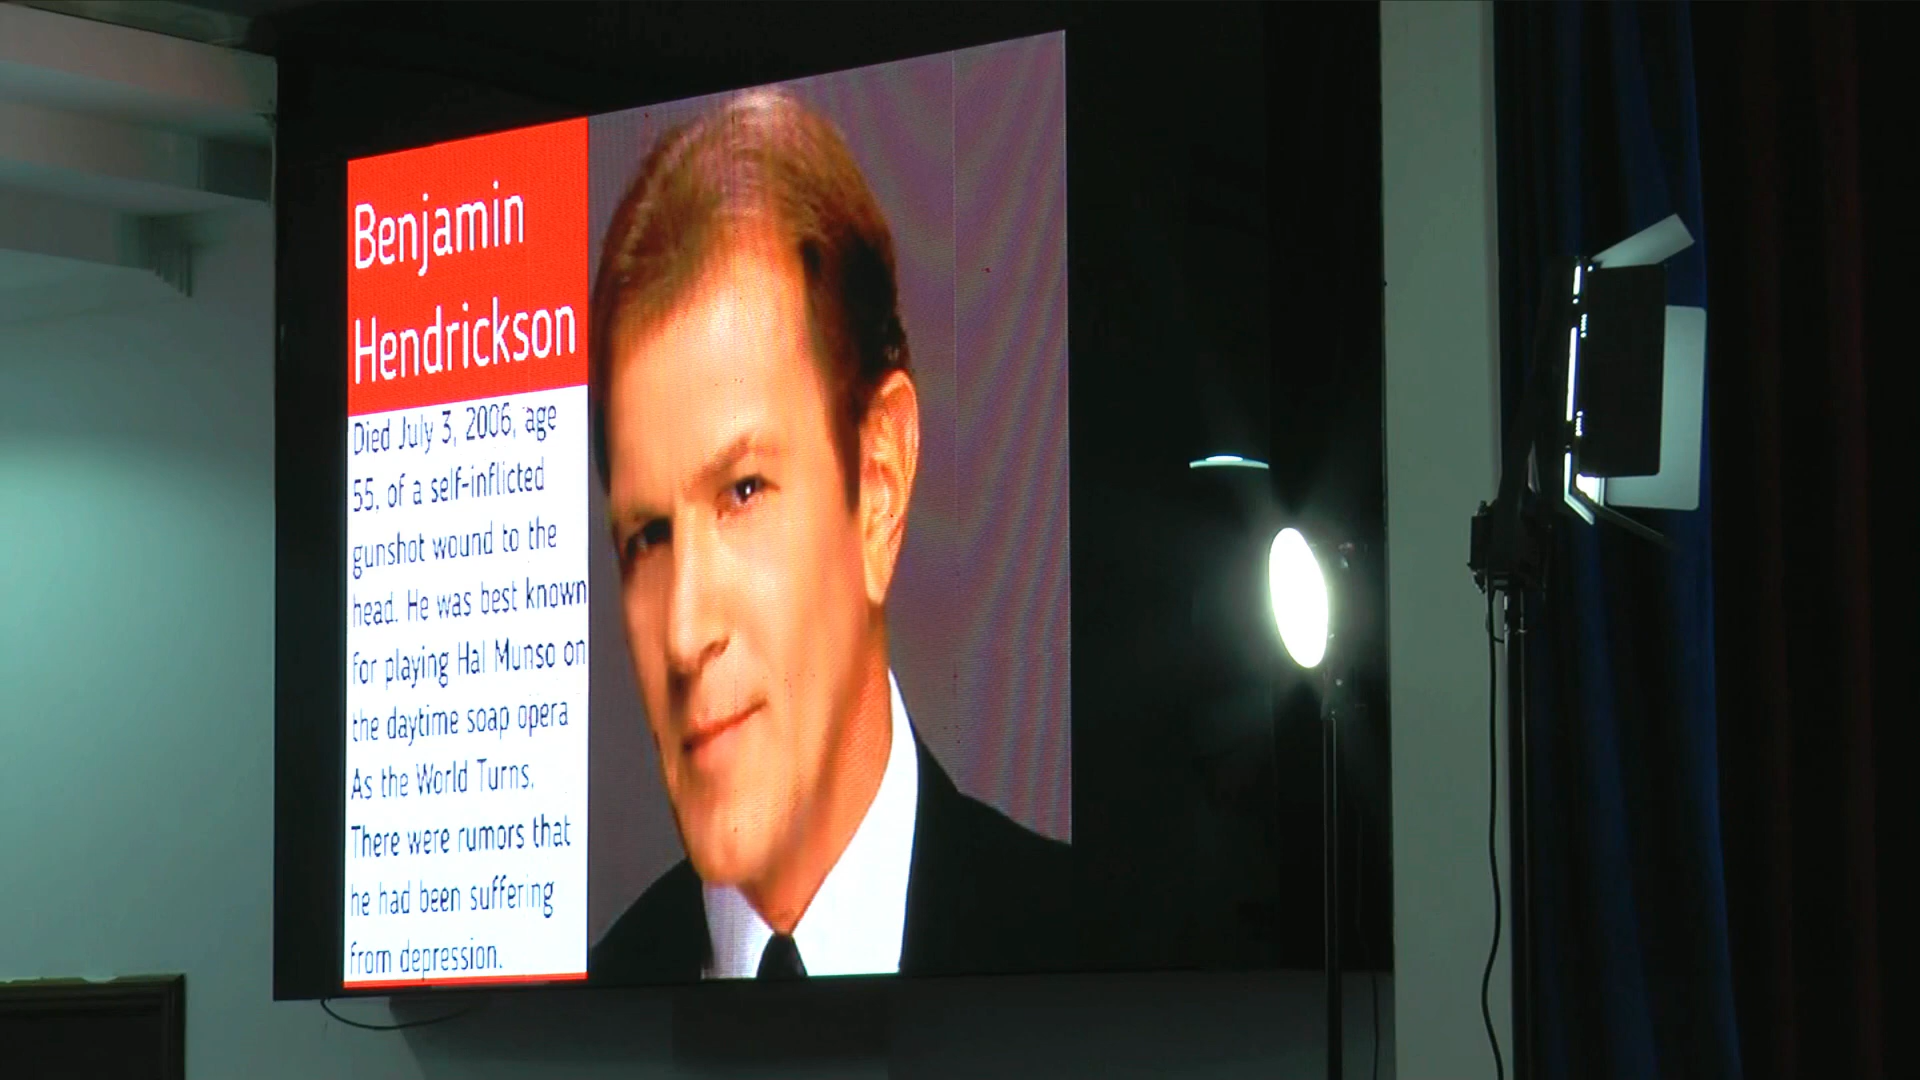 Benjamin
Hendrickson
Died July 3, 2006, age
55, of a self-inflicted
gunshot wound to the
head. He was best known
for playing Hal Munso on
the daytime soap opera
As the World Turns.
There were rumors that
he had been suffering
from depression.